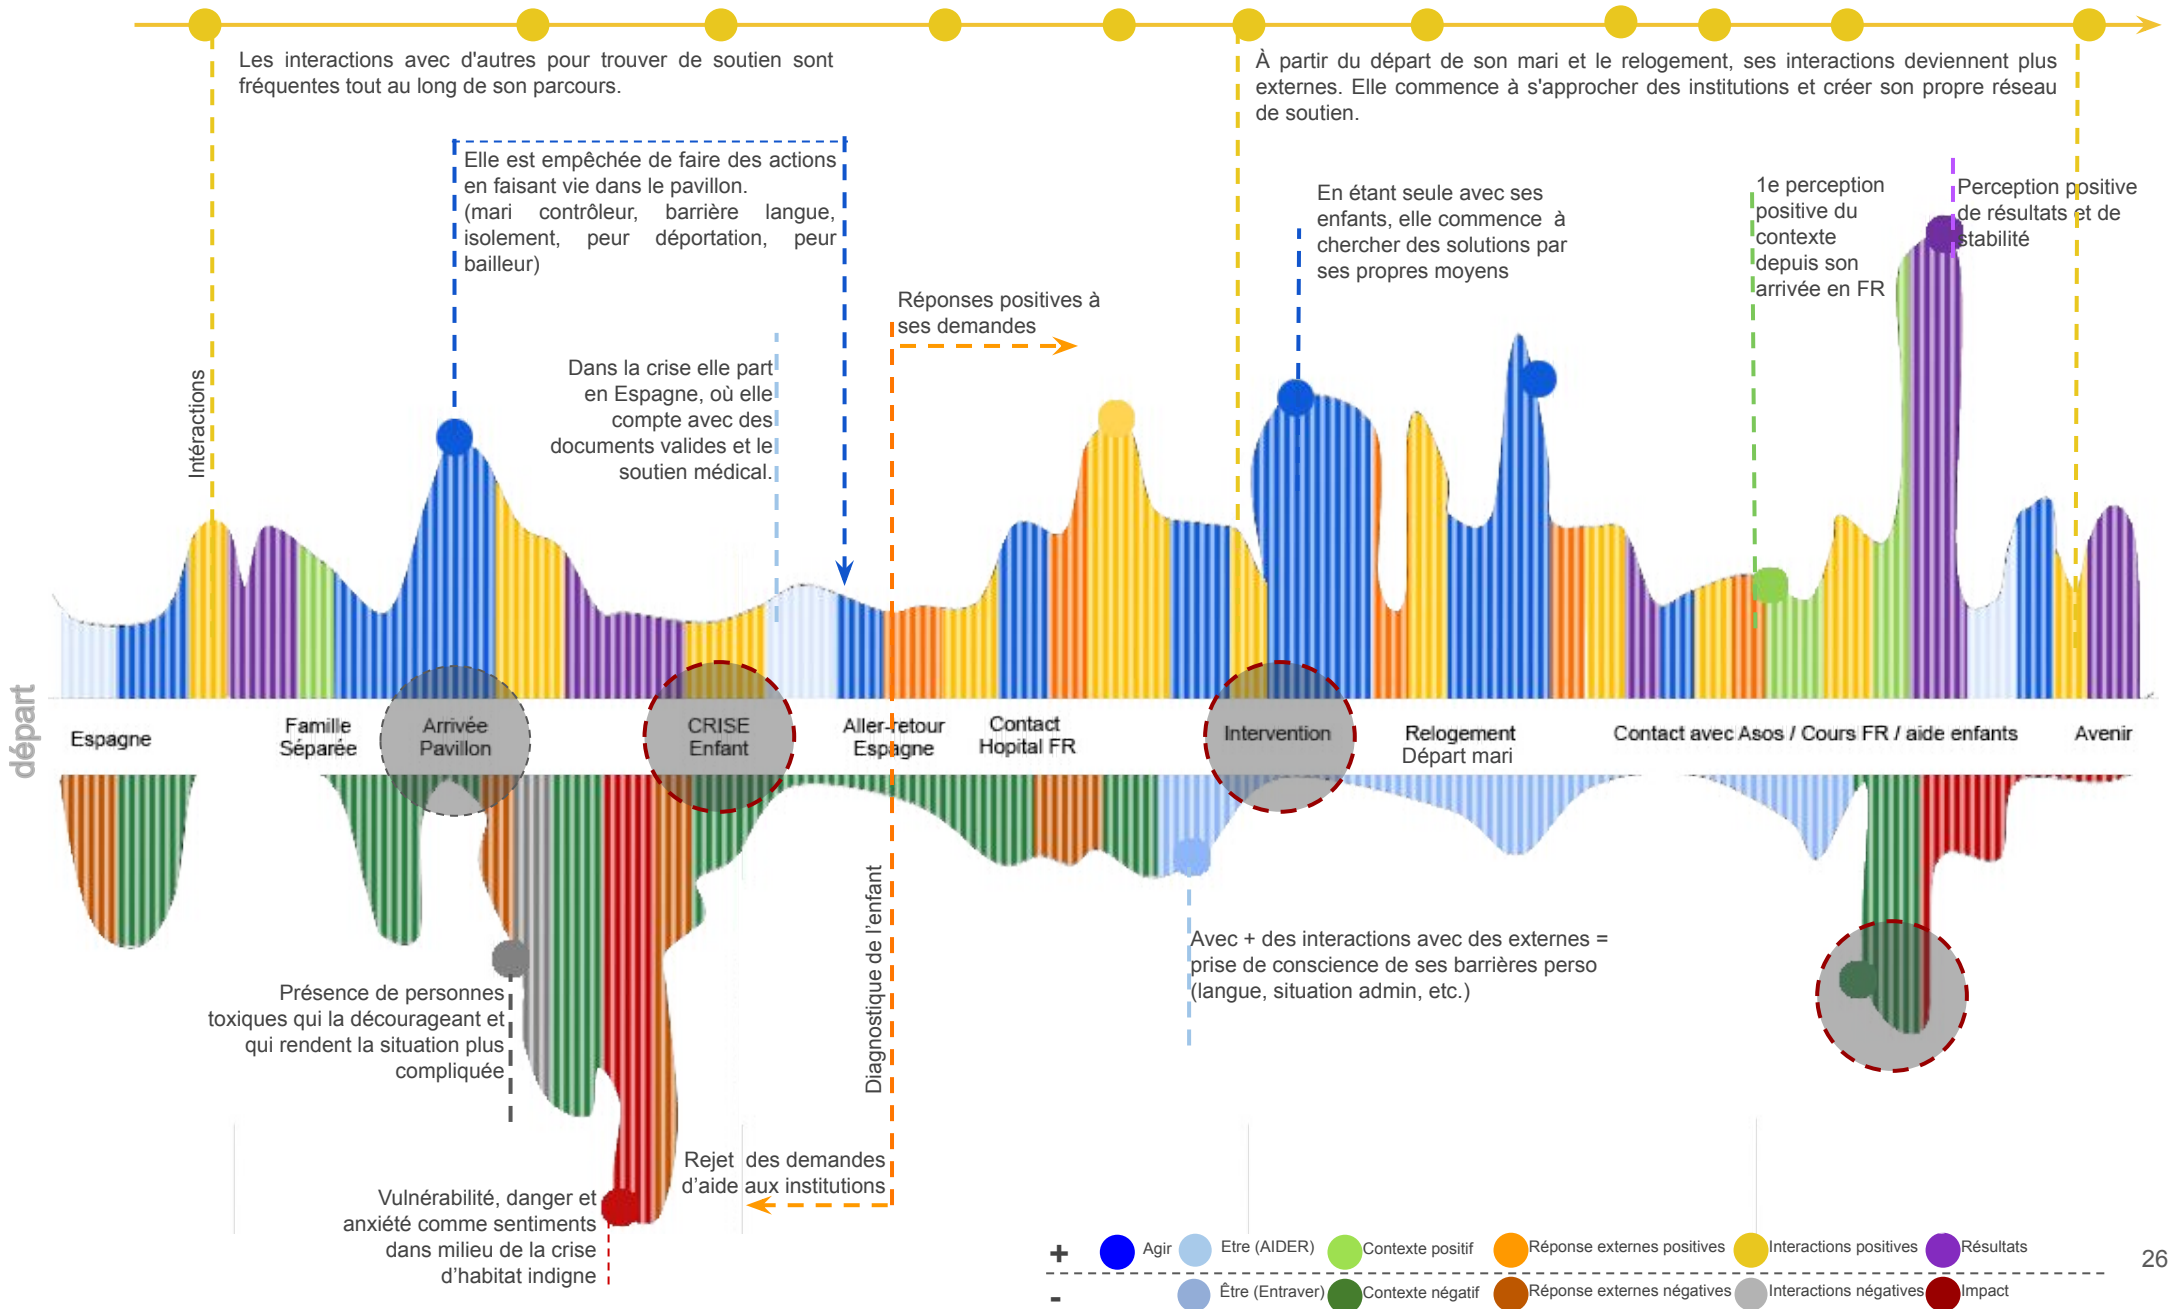 Les interactions avec d'autres pour trouver de soutien sont
fréquentes tout au long de son parcours.
À partir du départ de son mari et le relogement, ses interactions deviennent plus
externes. Elle commence à s'approcher des institutions et créer son propre réseau
de soutien.
Elle est empêchée de faire des actions
en faisant vie dans le pavillon.
(mari contrôleur, barrière langue,
isolement, peur déportation, peur
bailleur)
En étant seule avec ses
enfants, elle commence à
chercher des solutions par
ses propres moyens
1e perception
positive du
contexte
depuis son
arrivée en FR
Perception positive
de résultats et de
stabilité
Réponses positives à
ses demandes
Dans la crise elle part
en Espagne, où elle
compte avec des
documents valides et le
soutien médical.
Intéractions
départ
Espagne
Famille
Séparée
Arrivée
Pavillon
CRISE
Enfant
Aller-retour
Espagne
Contact
Hopital FR
Intervention
Relogement
Départ mari
Contact avec Asos / Cours FR / aide enfants
Avenir
Diagnostique de l'enfant
Avec + des interactions avec des externes =
prise de conscience de ses barrières perso
(langue, situation admin, etc.)
Présence de personnes
toxiques qui la décourageant et
qui rendent la situation plus
compliquée
Rejet des demandes
d'aide aux institutions
Vulnérabilité, danger et
anxiété comme sentiments
dans milieu de la crise
d'habitat indigne
+ Agir Etre (AIDER) Contexte positif Réponse externes positives Interactions positives Résultats
- Être (Entraver) Contexte négatif Réponse externes négatives Interactions négatives Impact
26